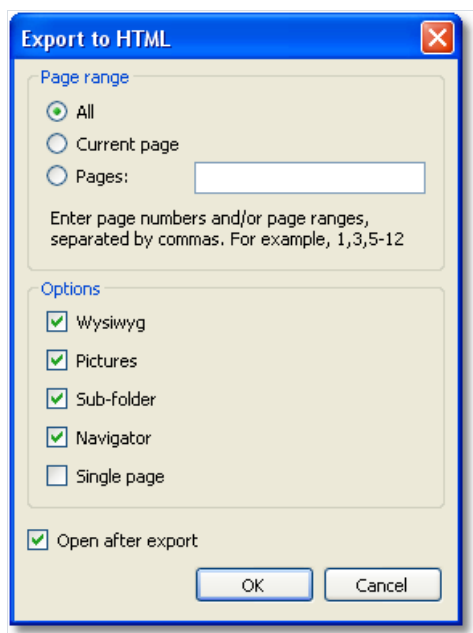 Export to HTML
Page range
All
Current page
Pages:
Enter page numbers and/or page ranges,
separated by commas. For example, 1,3,5-12
Options
Wysiwyg
Pictures
Sub-folder
Navigator
Single page
Open after export
OK Cancel